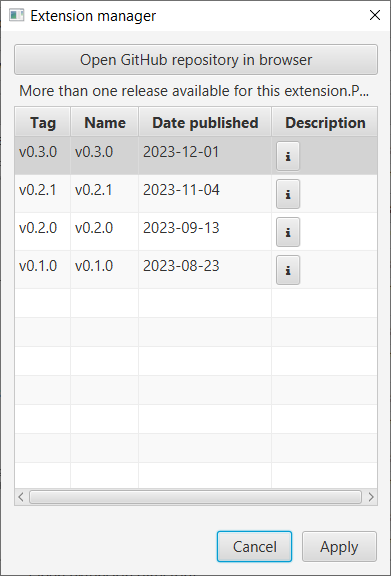 Extension manager
Open GitHub repository in browser
More than one release available for this extension.P...
Tag Name Date published Description
v0.3.0 v0.3.0 2023-12-01 i
v0.2.1 v0.2.1 2023-11-04 i
v0.2.0 v0.2.0 2023-09-13 i
v0.1.0 v0.1.0 2023-08-23 i
Cancel Apply